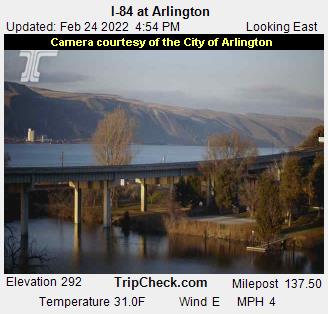 I-84 at Arlington
Updated: Feb 24 2022 4:54 PM Looking East
Camera courtesy of the City of Arlington
Elevation 292 TripCheck.com Milepost 137.50
Temperature 31.0F Wind E MPH 4